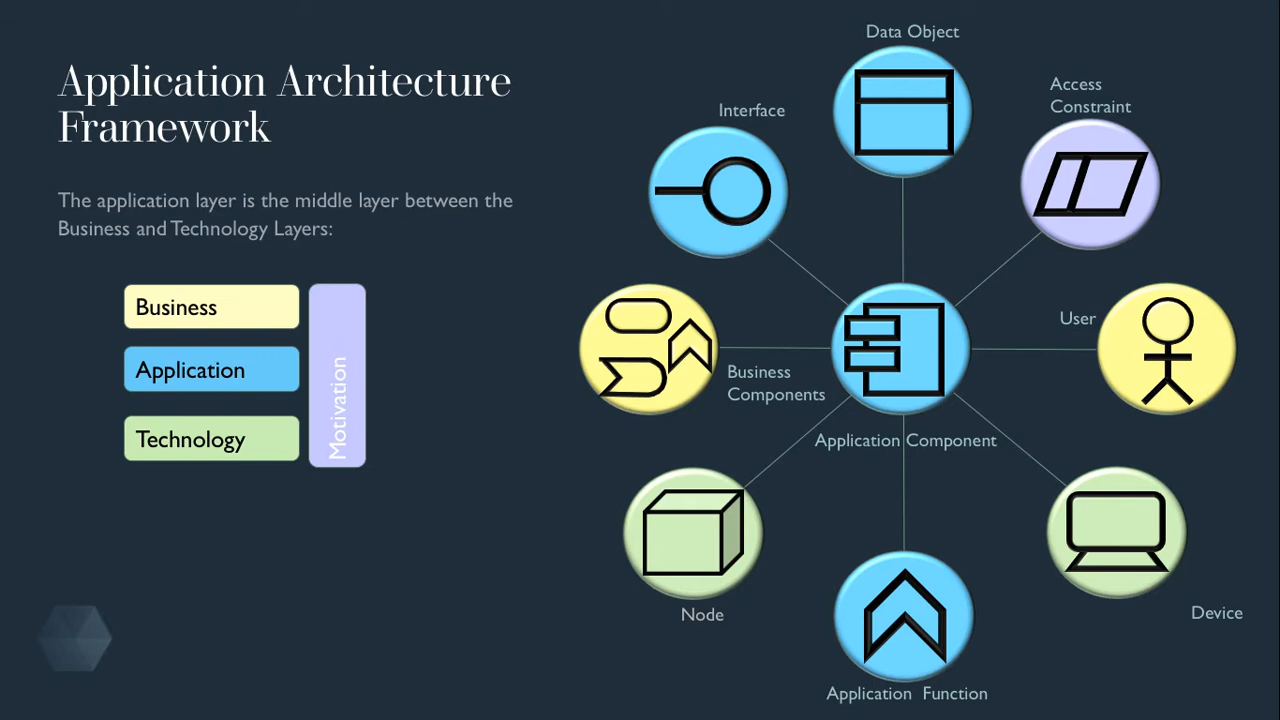 Application Architecture
Framework
The application layer is the middle layer between the
Business and Technology Layers:
Business
Application
Technology
Motivation
Data Object
Interface
Access
Constraint
User
Business
Components
Application Component
Node
Device
Application Function